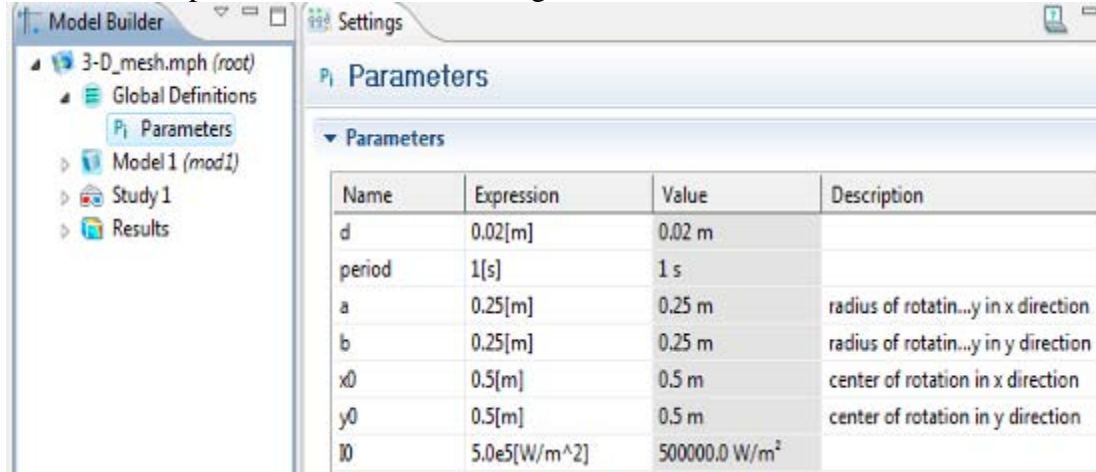 Model Builder
3-D_mesh.mph (root)
Global Definitions
Pi Parameters
Model 1 (mod1)
Study 1
Results
Settings
Pi Parameters
Parameters
Name Expression Value Description
d 0.02[m] 0.02 m
period 1[s] 1 s
a 0.25[m] 0.25 m radius of rotatin...y in x direction
b 0.25[m] 0.25 m radius of rotatin...y in y direction
x0 0.5[m] 0.5 m center of rotation in x direction
y0 0.5[m] 0.5 m center of rotation in y direction
I0 5.0e5[W/m^2] 500000.0 W/m²